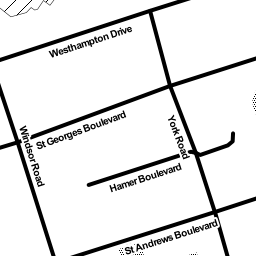 Westhampton Drive
St Georges Boulevard
York Road
Windsor Road
Hamer Boulevard
St Andrews Boulevard